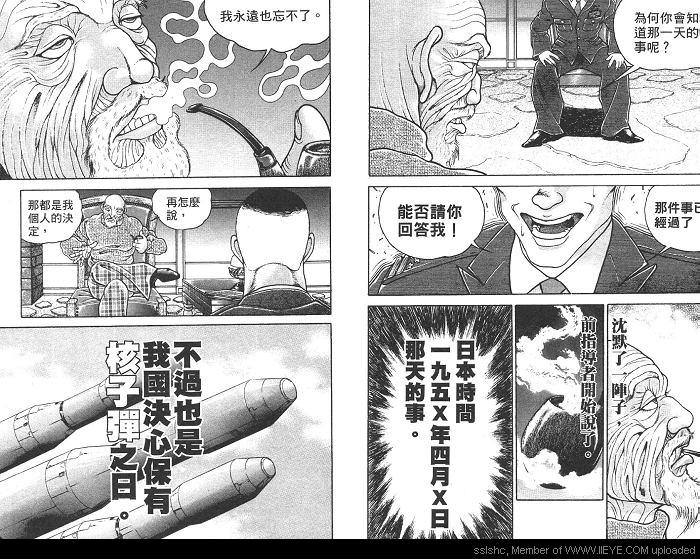 為何你會知
道那一天的
事呢？
那件事已
經過了
能否請你
回答我！
沈默了一陣子，
前指導者開始說了。
日本時間
一九五X年四月X日
那天的事。
我永遠也忘不了。
再怎麼
說，
那都是我
個人的決
定，
不過也是
我國決心保有
核子彈之日。
sslshc, Member of WWW.IIEYE.COM uploaded